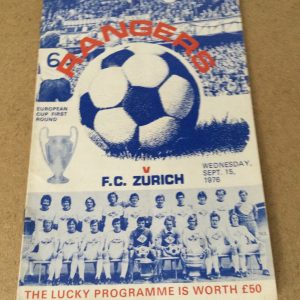 RANGERS
6
EUROPEAN
CUP FIRST
ROUND
v
F.C. ZURICH
WEDNESDAY,
SEPT. 15,
1976
THE LUCKY PROGRAMME IS WORTH £50